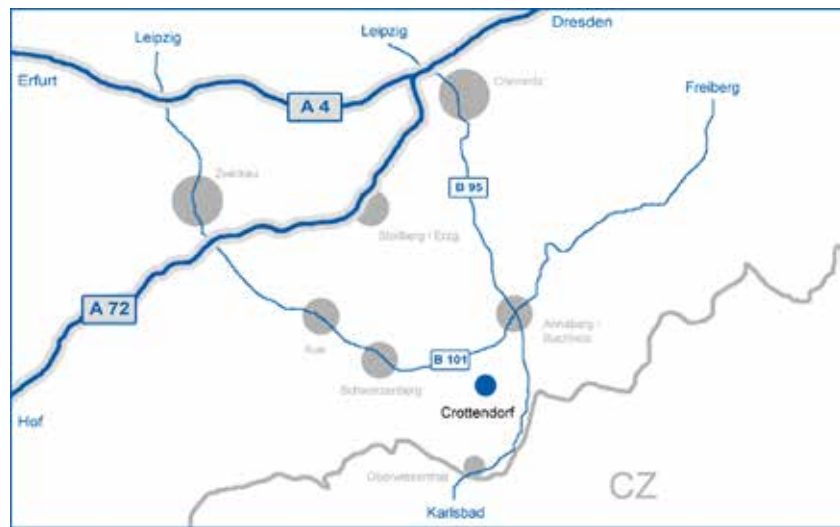 Dresden
Leipzig
Leipzig
Erfurt
A 4
Chemnitz
Freiberg
Zwickau
B 95
Stollberg / Erzg.
A 72
Annaberg -
Buchholz
Aue
B 101
Schwarzenberg
Crottendorf
Hof
Oberwiesenthal
CZ
Karlsbad